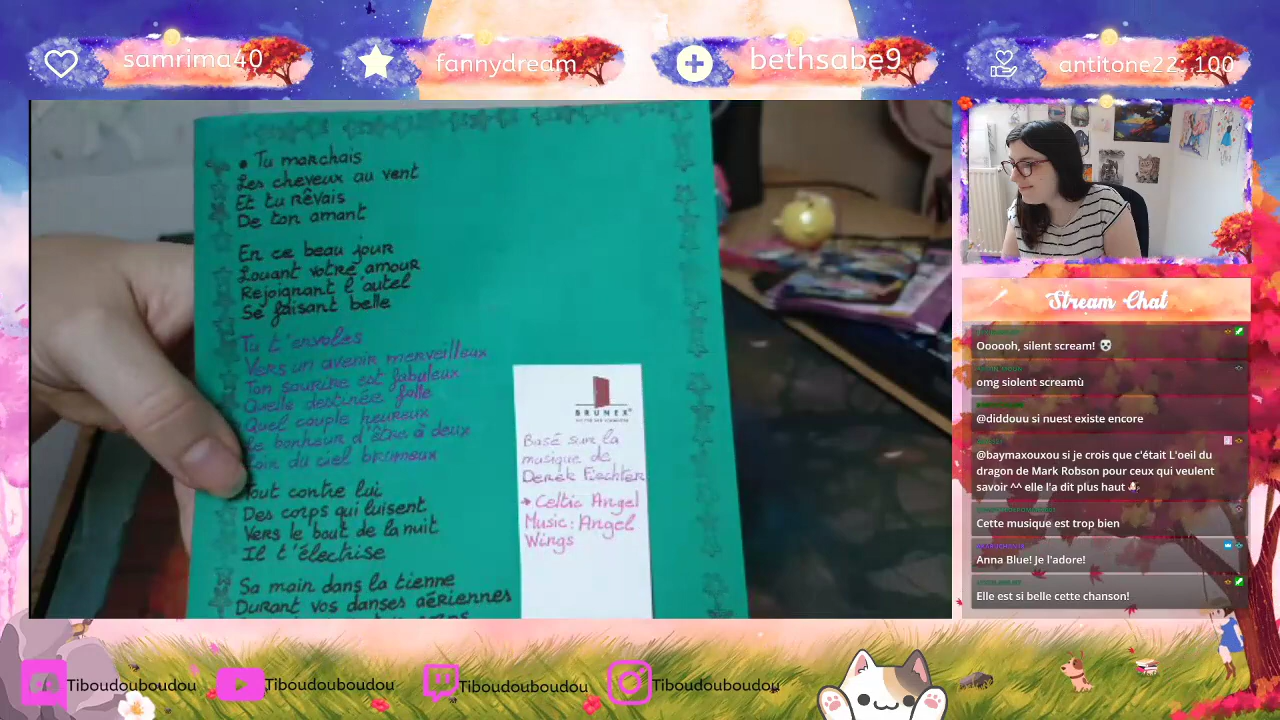 samrima40
fannydream
bethsabe9
antitone22: 100
• Tu marchais
Les cheveux au vent
Et tu rêvais
De ton amant
En ce beau jour
Louant votre amour
Rejoignant l'autel
Se faisant belle
Tu t'envoles
Vers un avenir merveilleux
Ton sourire est fabuleux
Quelle destinée folle
Quel couple heureux
Le bonheur d'être à deux
Loin du ciel brumeux
Tout contre lui
Des corps qui luisent
Vers le bout de la nuit
Il t'électrise
Sa main dans la tienne
Durant vos danses aériennes
BRUNEX
Basé sur la
musique de
Derek Fiechter
→ Celtic Angel
Music: Angel
Wings
Stream Chat
Oooooh, silent scream!
omg siolent screamù
@diddouu si nuest existe encore
@baymaxouxou si je crois que c'était L'oeil du
dragon de Mark Robson pour ceux qui veulent
savoir ^^ elle l'a dit plus haut
Cette musique est trop bien
Anna Blue! Je l'adore!
Elle est si belle cette chanson!
Tiboudouboudou
Tiboudouboudou
Tiboudouboudou
Tiboudouboudou